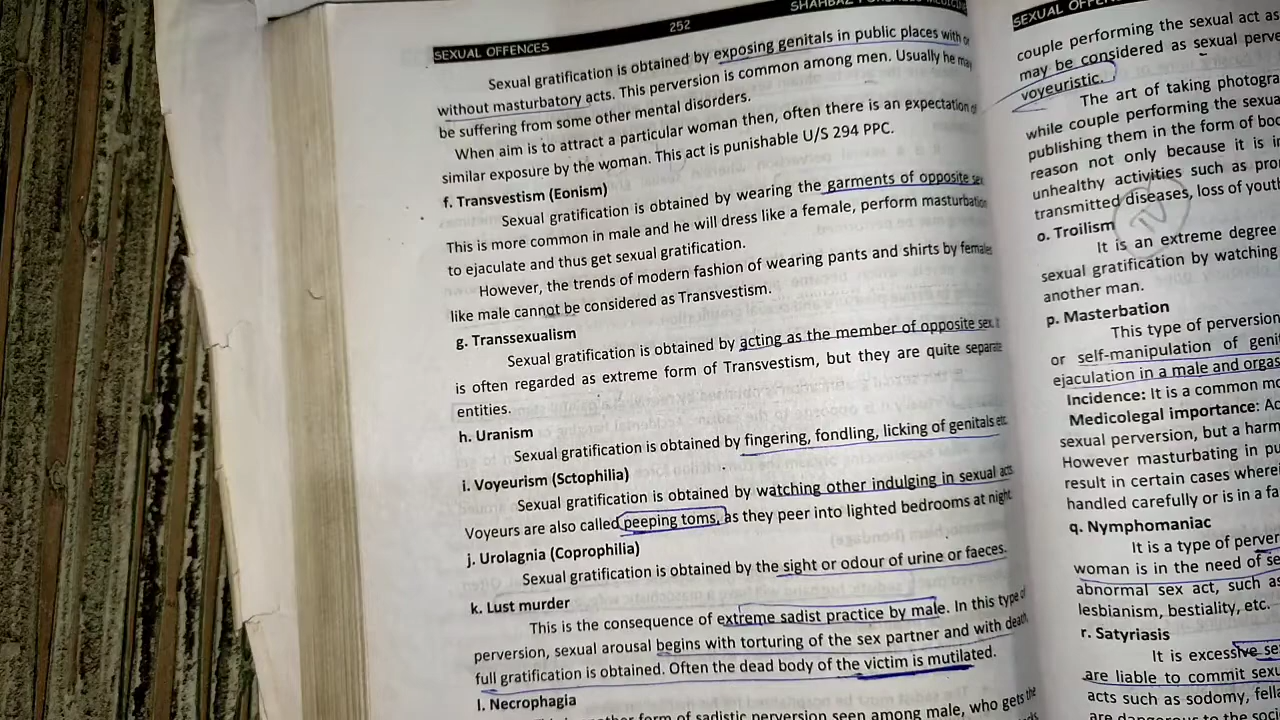 SEXUAL OFFENCES
252
Sexual gratification is obtained by exposing genitals in public places with or
without masturbatory acts. This perversion is common among men. Usually he may
be suffering from some other mental disorders.
When aim is to attract a particular woman then, often there is an expectation of
similar exposure by the woman. This act is punishable U/S 294 PPC.
f. Transvestism (Eonism)
Sexual gratification is obtained by wearing the garments of opposite sex
This is more common in male and he will dress like a female, perform masturbation
to ejaculate and thus get sexual gratification.
However, the trends of modern fashion of wearing pants and shirts by females
like male cannot be considered as Transvestism.
g. Transsexualism
Sexual gratification is obtained by acting as the member of opposite sex. It
is often regarded as extreme form of Transvestism, but they are quite separate
entities.
h. Uranism
Sexual gratification is obtained by fingering, fondling, licking of genitals etc.
i. Voyeurism (Sctophilia)
Sexual gratification is obtained by watching other indulging in sexual acts.
Voyeurs are also called peeping toms, as they peer into lighted bedrooms at night
j. Urolagnia (Coprophilia)
Sexual gratification is obtained by the sight or odour of urine or faeces.
k. Lust murder
This is the consequence of extreme sadist practice by male. In this type of
perversion, sexual arousal begins with torturing of the sex partner and with death,
full gratification is obtained. Often the dead body of the victim is mutilated.
l. Necrophagia
form of sadistic perversion seen among male, who gets the
SEXUAL
couple performing the sexual act as
may be considered as sexual
voyeuristic.
The art of taking
while couple performing the
publishing them in the form of
reason not only because it is
unhealthy activities such as
transmitted diseases, loss of
o. Troilism
It is an extreme degree
sexual gratification by watching
another man.
p. Masterbation
This type of perversion
or self-manipulation of
ejaculation in a male and
Incidence: It is a common
Medicolegal importance:
sexual perversion, but a
However masturbating in
result in certain cases where
handled carefully or is in a
q. Nymphomaniac
It is a type of
woman is in the need of
abnormal sex act, such as
lesbianism, bestiality, etc.
r. Satyriasis
It is excessive
are liable to commit
acts such as sodomy,
are dangerous to the